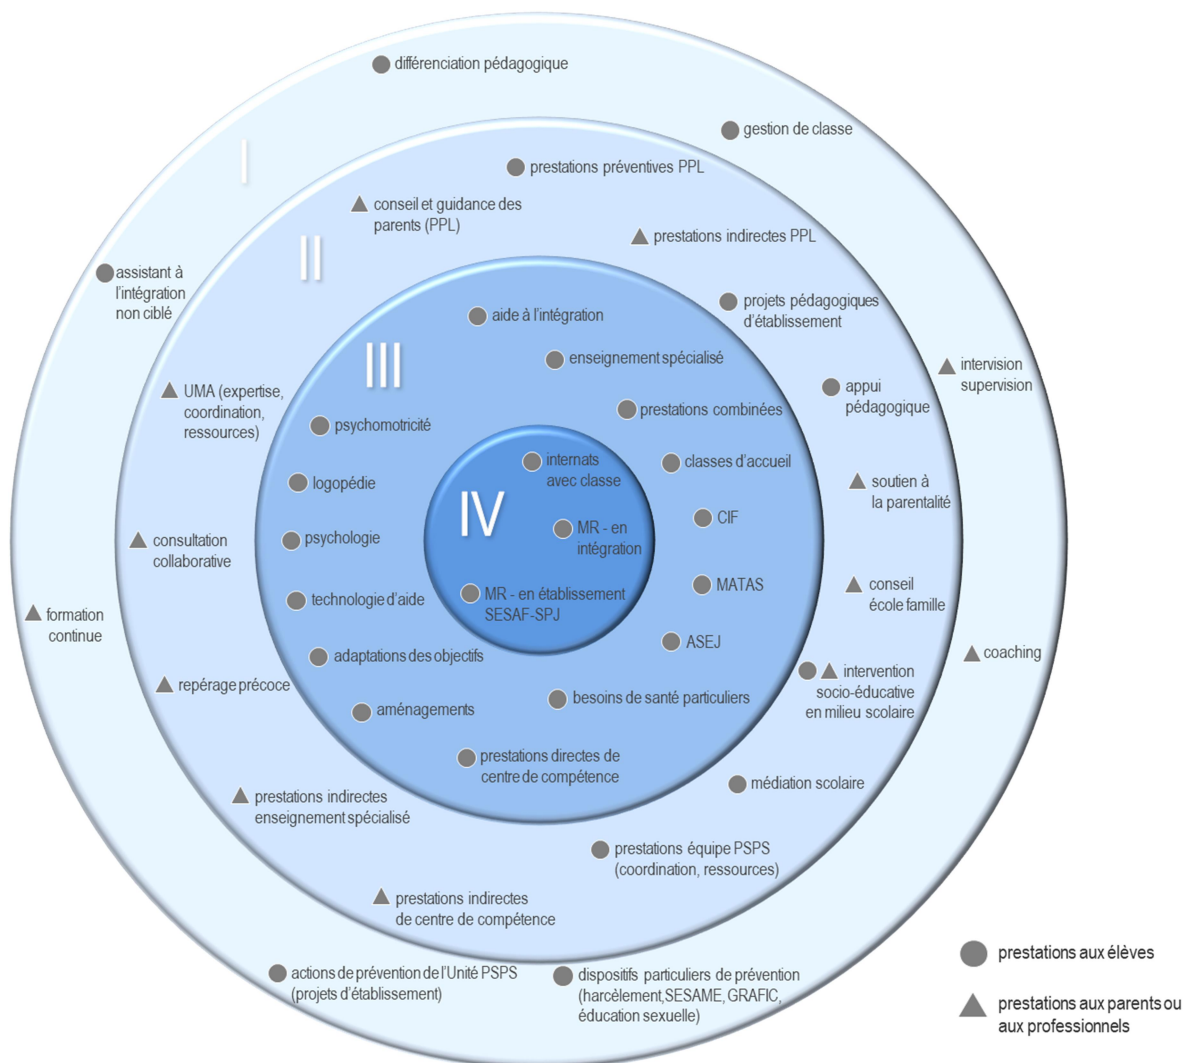 différenciation pédagogique
gestion de classe
I
prestations préventives PPL
conseil et guidance des
parents (PPL)
prestations indirectes PPL
II
assistant à
l'intégration
non ciblé
projets pédagogiques
d'établissement
aide à l'intégration
enseignement spécialisé
III
intervision
supervision
UMA (expertise,
coordination,
ressources)
appui
pédagogique
prestations combinées
psychomotricité
internats
avec classe
classes d'accueil
logopédie
soutien à
la parentalité
IV
CIF
MR - en
intégration
psychologie
consultation
collaborative
MATAS
conseil
école famille
MR - en établissement
SESAF-SPJ
technologie d'aide
formation
continue
ASEJ
coaching
adaptations des objectifs
intervention
socio-éducative
en milieu scolaire
repérage précoce
besoins de santé particuliers
aménagements
prestations directes de
centre de compétence
médiation scolaire
prestations indirectes
enseignement spécialisé
prestations équipe PSPS
(coordination, ressources)
prestations indirectes
de centre de compétence
actions de prévention de l'Unité PSPS
(projets d'établissement)
dispositifs particuliers de prévention
(harcèlement,SESAME, GRAFIC,
éducation sexuelle)
prestations aux élèves
prestations aux parents ou
aux professionnels